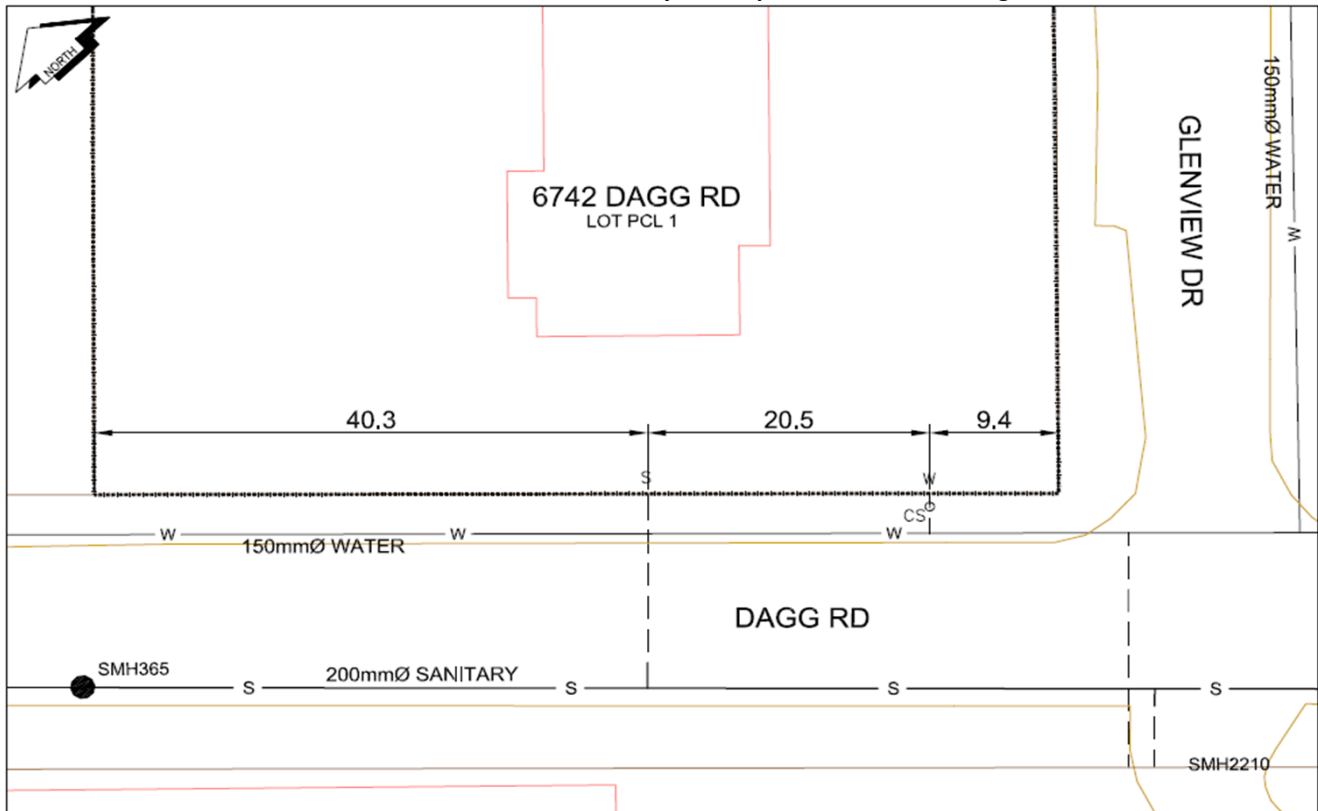 NORTH
150mmØ WATER
W
GLENVIEW DR
6742 DAGG RD
LOT PCL 1
40.3
20.5
9.4
S
W
CS
W
W
W
150mmØ WATER
DAGG RD
SMH365
200mmØ SANITARY
S
S
S
S
SMH2210